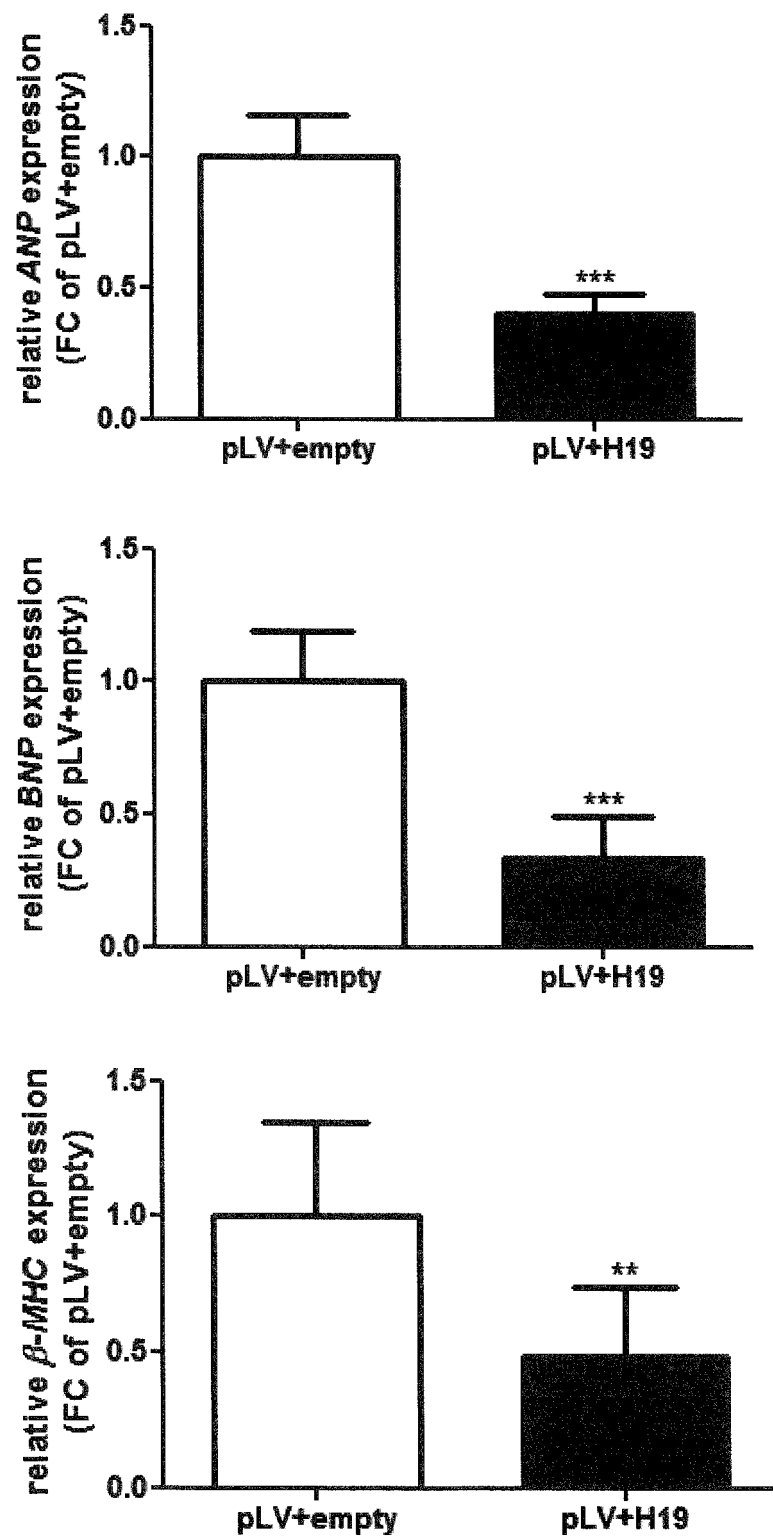 relative ANP expression
(FC of pLV+empty)
1.5
1.0
0.5
0.0
***
pLV+empty
pLV+H19
relative BNP expression
(FC of pLV+empty)
1.5
1.0
0.5
0.0
***
pLV+empty
pLV+H19
relative β-MHC expression
(FC of pLV+empty)
1.5
1.0
0.5
0.0
**
pLV+empty
pLV+H19